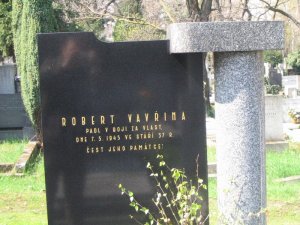 ROBERT VAVŘINA
PADL V BOJI ZA VLAST,
DNE 7.5.1945 VE STÁŘÍ 37 R.
ČEST JEHO PAMÁTCE!